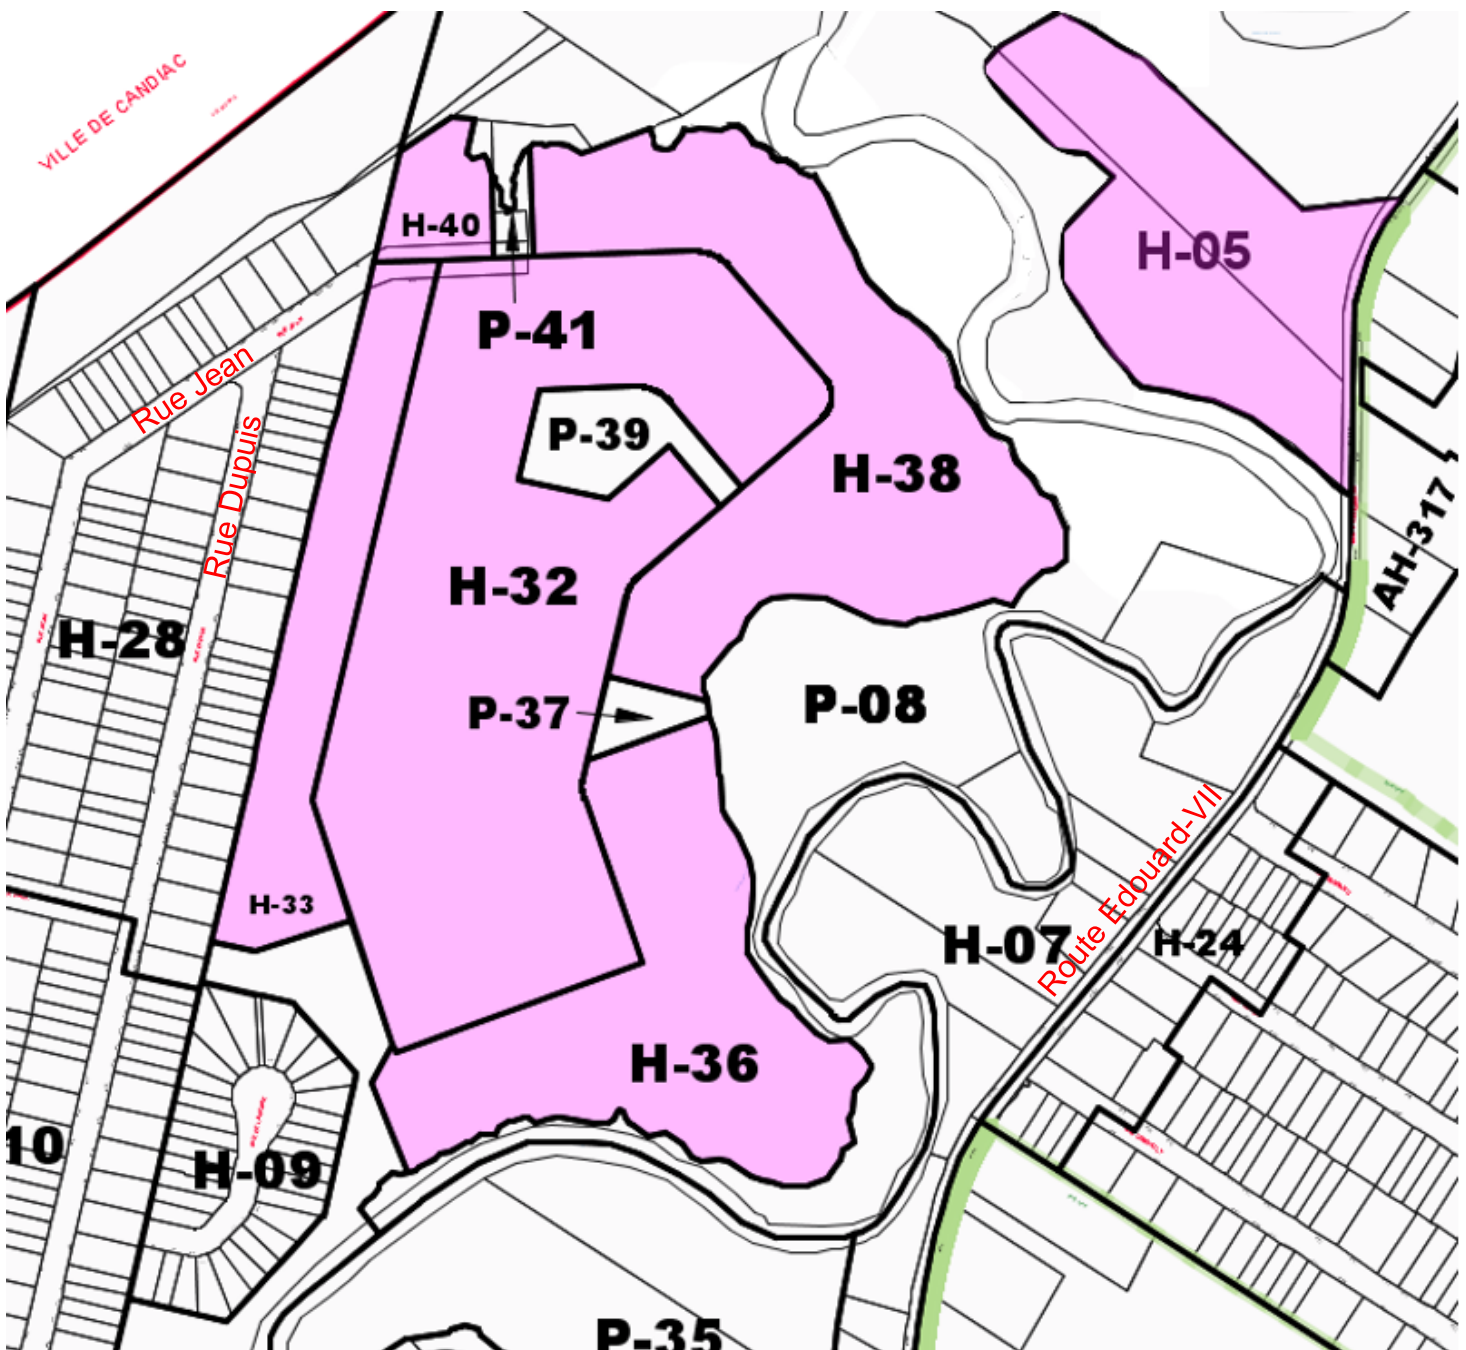 VILLE DE CANDIAC
H-40
H-05
P-41
Rue Jean
P-39
Rue Dupuis
H-38
AH-317
H-32
H-28
P-37
P-08
Route Edouard-VII
H-33
H-07
H-24
H-36
10
H-09
P-35